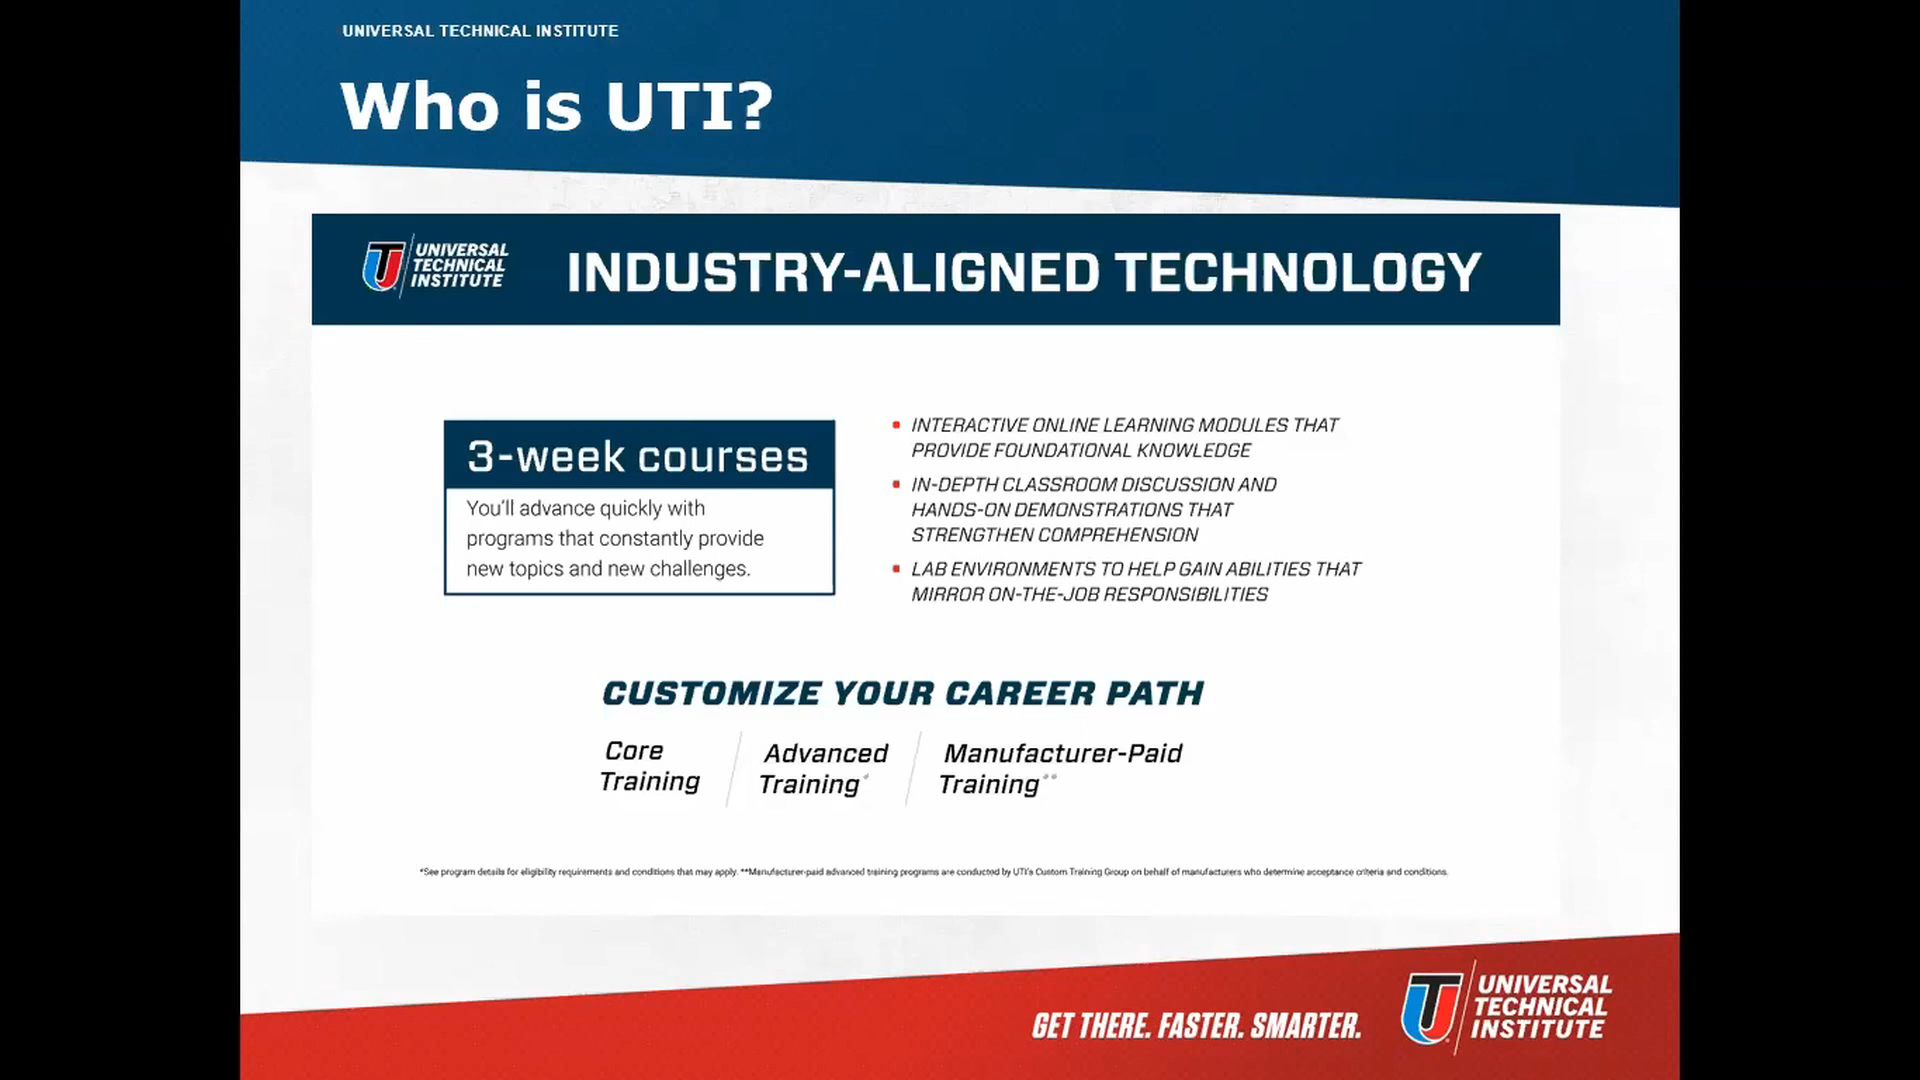 UNIVERSAL TECHNICAL INSTITUTE
Who is UTI?
UNIVERSAL
TECHNICAL
INSTITUTE
INDUSTRY-ALIGNED TECHNOLOGY
3-week courses
You'll advance quickly with
programs that constantly provide
new topics and new challenges.
INTERACTIVE ONLINE LEARNING MODULES THAT
PROVIDE FOUNDATIONAL KNOWLEDGE
IN-DEPTH CLASSROOM DISCUSSION AND
HANDS-ON DEMONSTRATIONS THAT
STRENGTHEN COMPREHENSION
LAB ENVIRONMENTS TO HELP GAIN ABILITIES THAT
MIRROR ON-THE-JOB RESPONSIBILITIES
CUSTOMIZE YOUR CAREER PATH
Core
Training
Advanced
Training*
Manufacturer-Paid
Training**
*See program details for eligibility requirements and conditions that may apply. **Manufacturer-paid advanced training programs are conducted by UTI's Custom Training Group on behalf of manufacturers who determine acceptance criteria and conditions.
GET THERE. FASTER. SMARTER.
UNIVERSAL
TECHNICAL
INSTITUTE